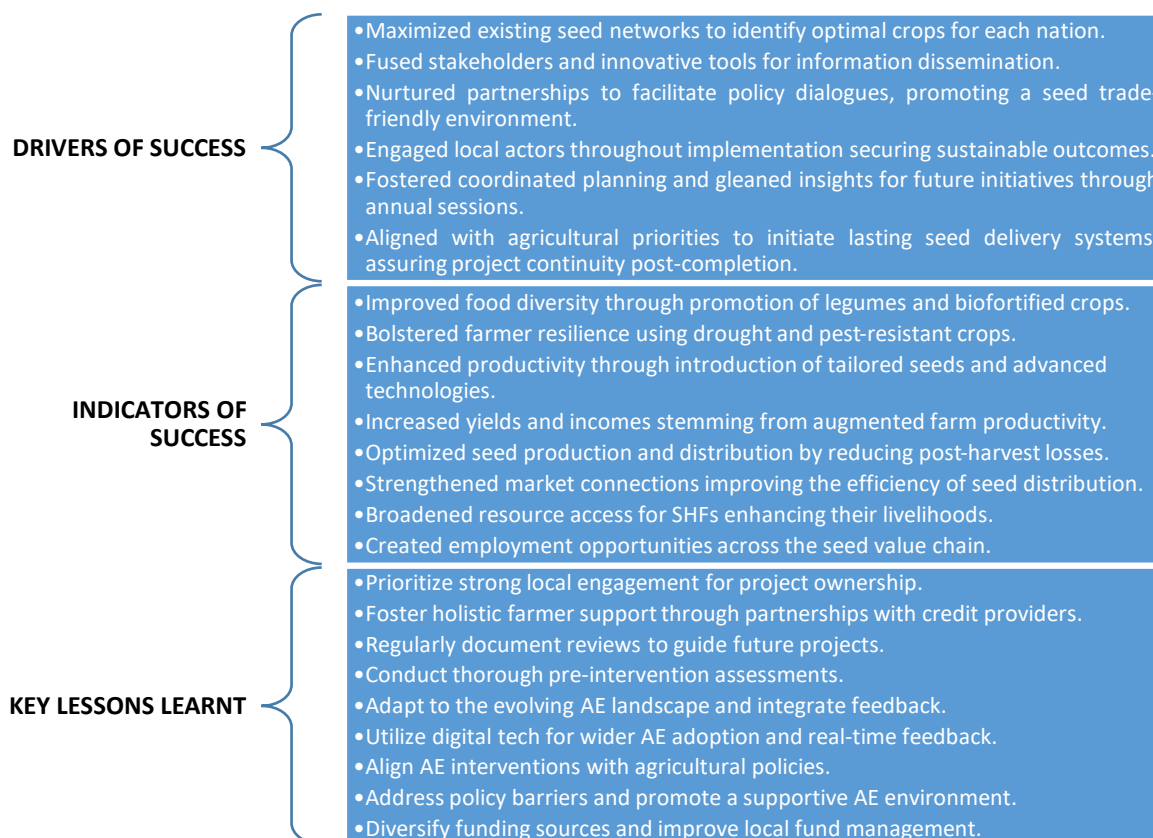 DRIVERS OF SUCCESS
•Maximized existing seed networks to identify optimal crops for each nation.
•Fused stakeholders and innovative tools for information dissemination.
•Nurtured partnerships to facilitate policy dialogues, promoting a seed trade-
friendly environment.
•Engaged local actors throughout implementation securing sustainable outcomes.
•Fostered coordinated planning and gleaned insights for future initiatives through
annual sessions.
•Aligned with agricultural priorities to initiate lasting seed delivery systems
assuring project continuity post-completion.
INDICATORS OF
SUCCESS
•Improved food diversity through promotion of legumes and biofortified crops.
•Bolstered farmer resilience using drought and pest-resistant crops.
•Enhanced productivity through introduction of tailored seeds and advanced
technologies.
•Increased yields and incomes stemming from augmented farm productivity.
•Optimized seed production and distribution by reducing post-harvest losses.
•Strengthened market connections improving the efficiency of seed distribution.
•Broadened resource access for SHFs enhancing their livelihoods.
•Created employment opportunities across the seed value chain.
KEY LESSONS LEARNT
•Prioritize strong local engagement for project ownership.
•Foster holistic farmer support through partnerships with credit providers.
•Regularly document reviews to guide future projects.
•Conduct thorough pre-intervention assessments.
•Adapt to the evolving AE landscape and integrate feedback.
•Utilize digital tech for wider AE adoption and real-time feedback.
•Align AE interventions with agricultural policies.
•Address policy barriers and promote a supportive AE environment.
•Diversify funding sources and improve local fund management.